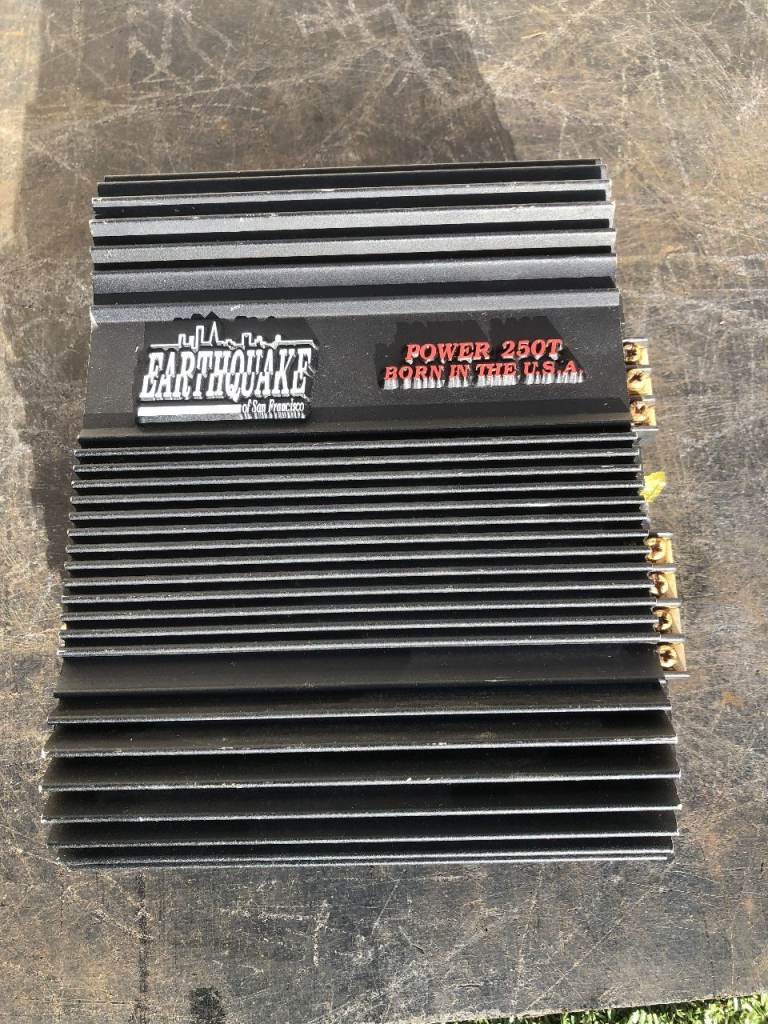 EARTHQUAKE
of San Francisco
POWER 250T
BORN IN THE U.S.A.